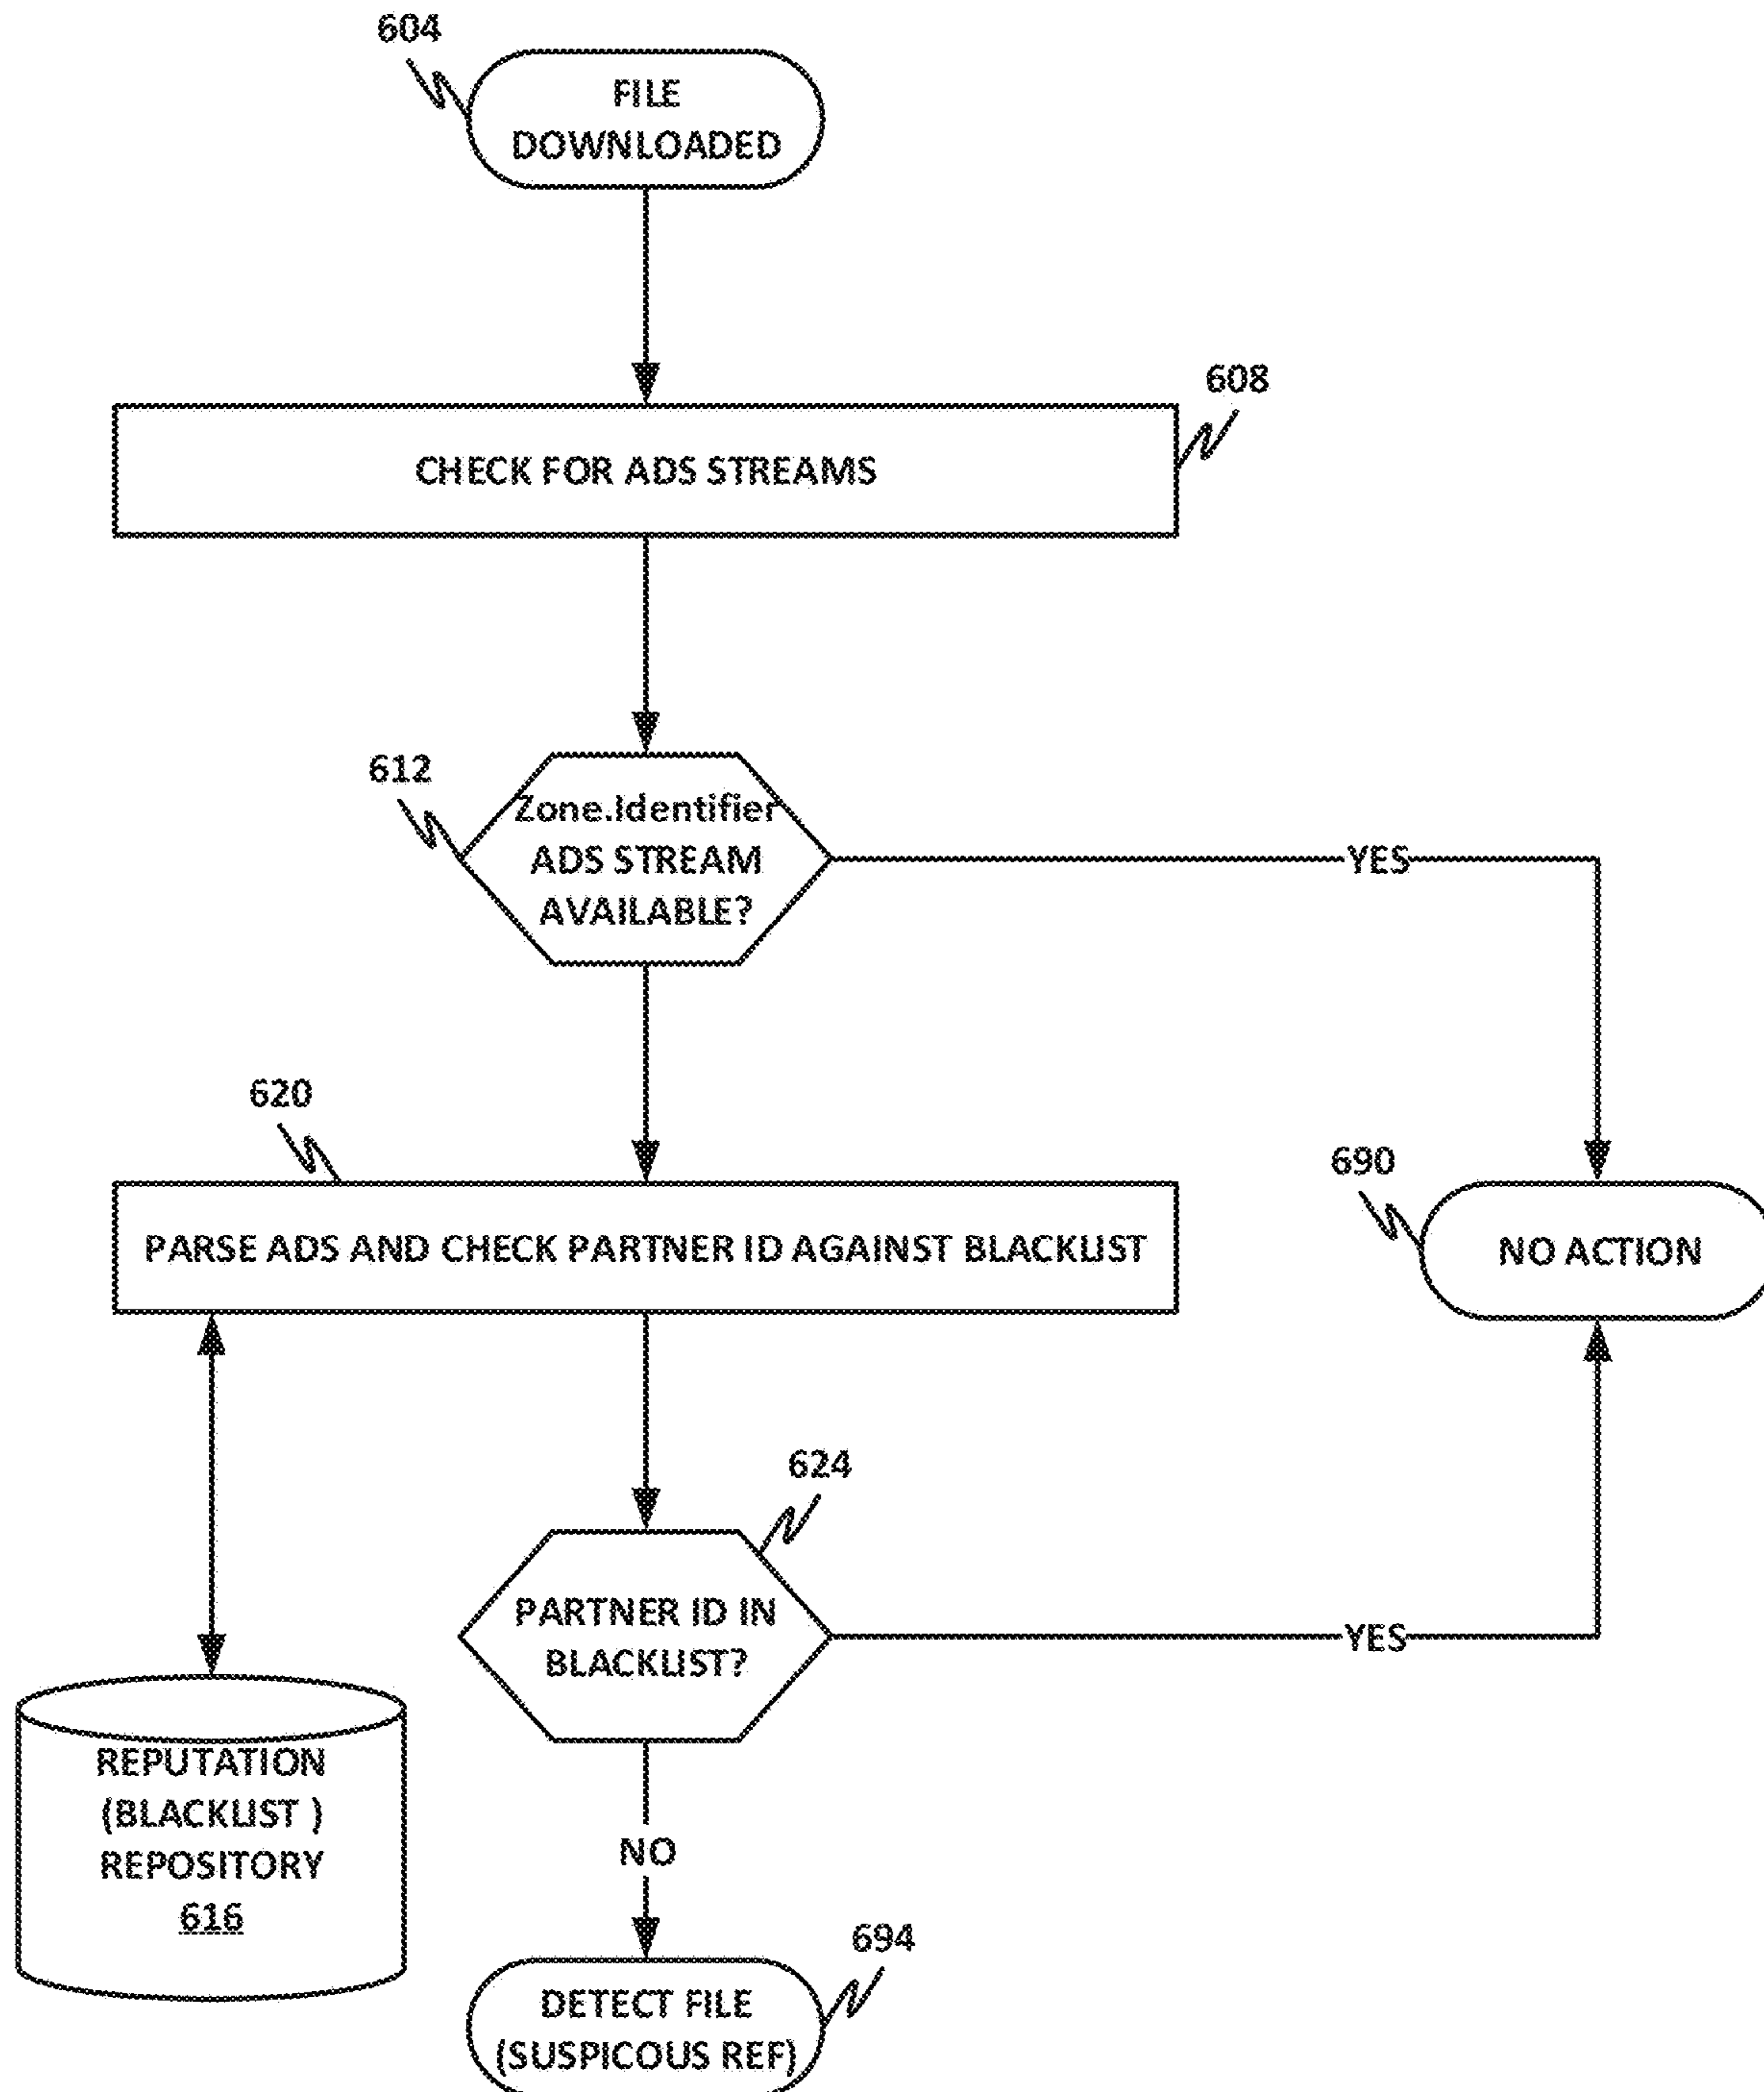 604
FILE
DOWNLOADED
608
CHECK FOR ADS STREAMS
612
Zone.Identifier
ADS STREAM
AVAILABLE?
YES
620
PARSE ADS AND CHECK PARTNER ID AGAINST BLACKLIST
690
NO ACTION
624
PARTNER ID IN
BLACKLIST?
YES
REPUTATION
(BLACKLIST )
REPOSITORY
616
NO
694
DETECT FILE
(SUSPICOUS REF)